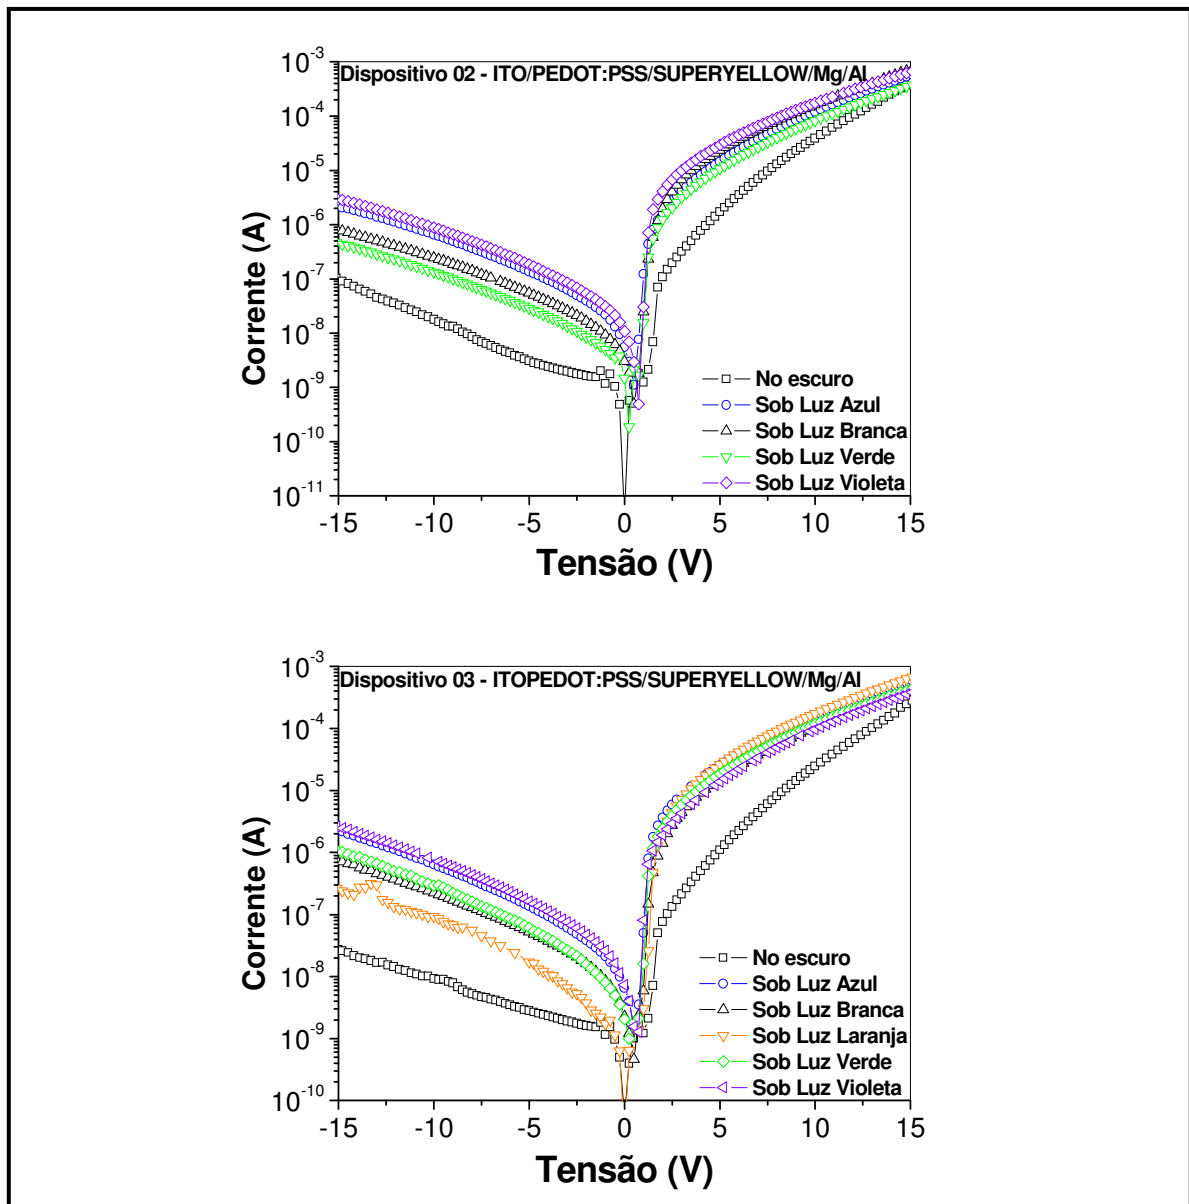 10-3
Dispositivo 02 - ITO/PEDOT:PSS/SUPERYELLOW/Mg/Al
10-4
10-5
10-6
10-7
10-8
10-9
10-10
10-11
Corrente (A)
No escuro
Sob Luz Azul
Sob Luz Branca
Sob Luz Verde
Sob Luz Violeta
-15 -10 -5 0 5 10 15
Tensão (V)
10-3
Dispositivo 03 - ITOPEDOT:PSS/SUPERYELLOW/Mg/Al
10-4
10-5
10-6
10-7
10-8
10-9
10-10
Corrente (A)
No escuro
Sob Luz Azul
Sob Luz Branca
Sob Luz Laranja
Sob Luz Verde
Sob Luz Violeta
-15 -10 -5 0 5 10 15
Tensão (V)